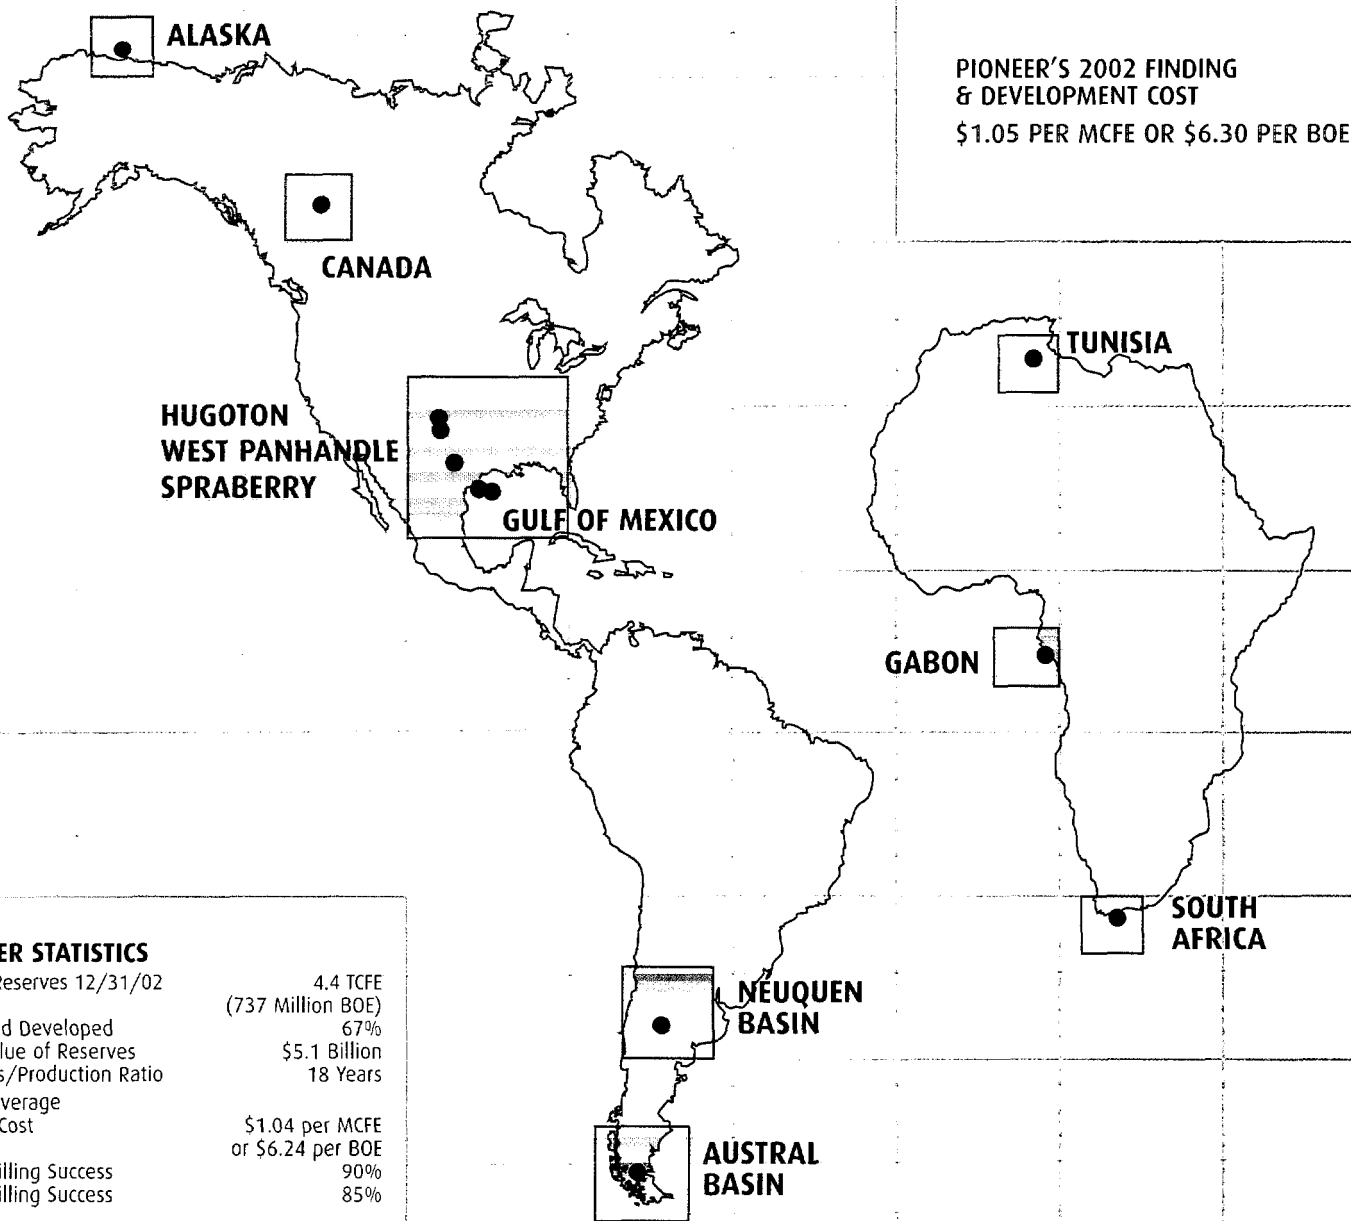 ALASKA
PIONEER'S 2002 FINDING
& DEVELOPMENT COST
$1.05 PER MCFE OR $6.30 PER BOE
CANADA
TUNISIA
HUGOTON
WEST PANHANDLE
SPRABERRY
GULF OF MEXICO
GABON
SOUTH
AFRICA
NEUQUEN
BASIN
AUSTRAL
BASIN
ER STATISTICS
Reserves 12/31/02 4.4 TCFE
(737 Million BOE)
d Developed 67%
lue of Reserves $5.1 Billion
s/Production Ratio 18 Years
verage
Cost $1.04 per MCFE
or $6.24 per BOE
illing Success 90%
illing Success 85%